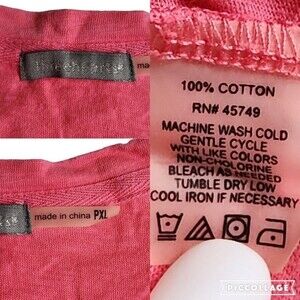 ma
made in china PXL
100% COTTON
RN# 45749
MACHINE WASH COLD
GENTLE CYCLE
WITH LIKE COLORS
NON-CHLORINE
BLEACH AS NEEDED
TUMBLE DRY LOW
COOL IRON IF NECESSARY
PICCOLLAGE